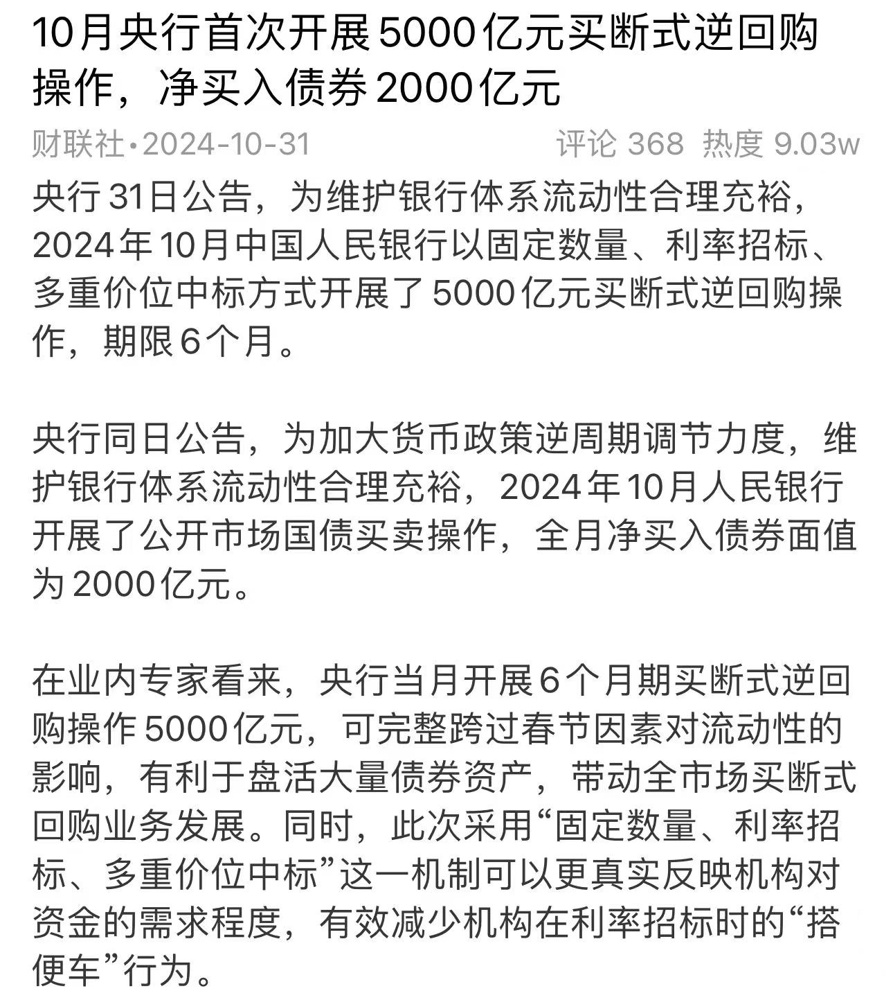 10月央行首次开展5000亿元买断式逆回购
操作，净买入债券2000亿元
财联社·2024-10-31 评论 368 热度 9.03w
央行31日公告，为维护银行体系流动性合理充裕，
2024年10月中国人民银行以固定数量、利率招标、
多重价位中标方式开展了5000亿元买断式逆回购操
作，期限6个月。
央行同日公告，为加大货币政策逆周期调节力度，维
护银行体系流动性合理充裕，2024年10月人民银行
开展了公开市场国债买卖操作，全月净买入债券面值
为2000亿元。
在业内专家看来，央行当月开展6个月期买断式逆回
购操作5000亿元，可完整跨过春节因素对流动性的
影响，有利于盘活大量债券资产，带动全市场买断式
回购业务发展。同时，此次采用“固定数量、利率招
标、多重价位中标”这一机制可以更真实反映机构对
资金的需求程度，有效减少机构在利率招标时的“搭
便车”行为。